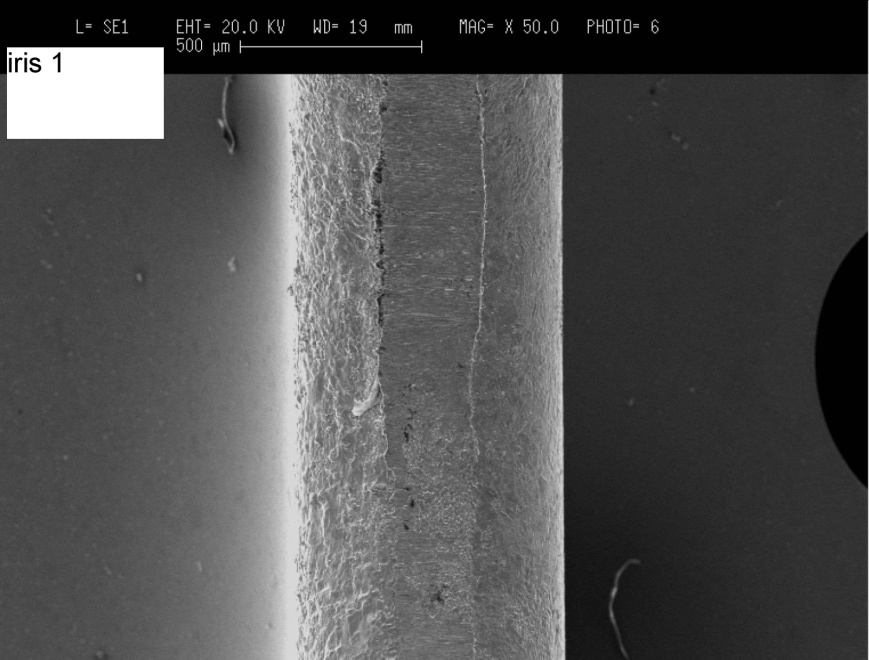 L= SE1 EHT= 20.0 KV WD= 19 mm MAG= X 50.0 PHOTO= 6
500 µm
iris 1